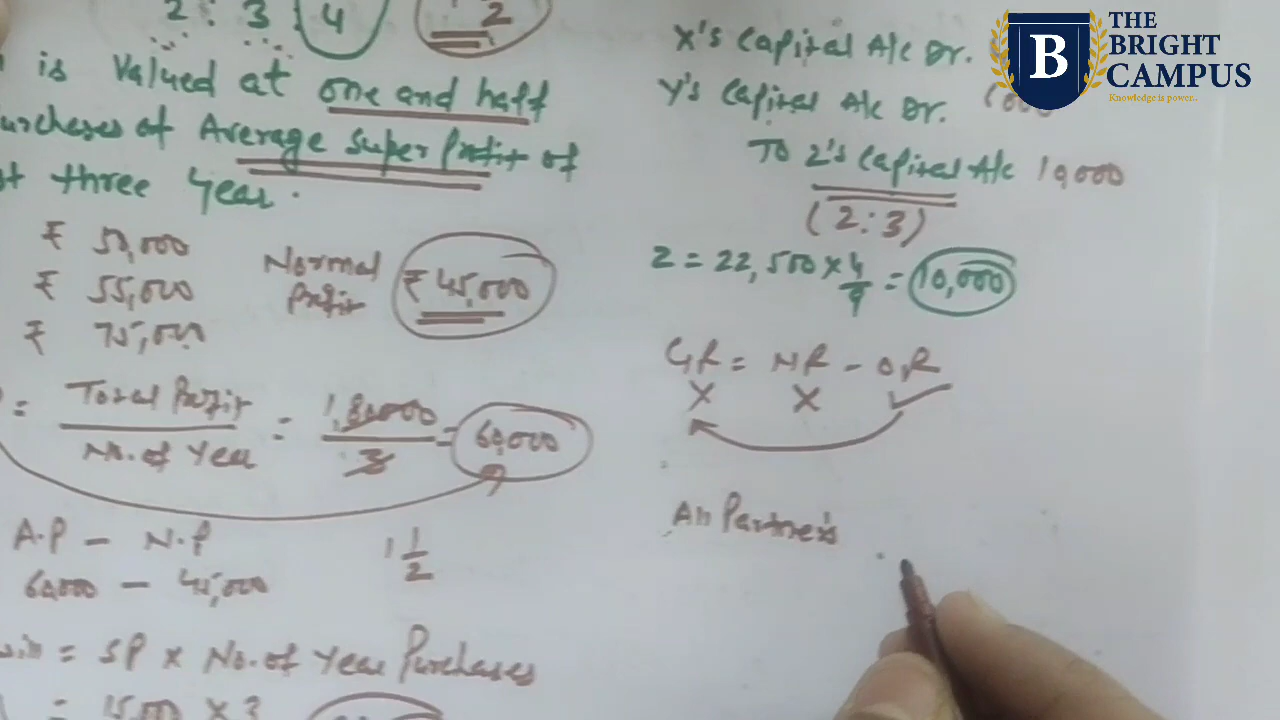 2 : 3 : 4
2
is Valued at one and half
urchases of Average Super Profit of
st three Year.
₹ 50,000
₹ 55,000
₹ 75,000
Normal Profit ₹ 45,000
= Total Profit / No. of Year = 1,80,000 / 3 = 60,000
A.P - N.P
60,000 - 45,000
1 1/2
= SP × No. of Year Purchases
= 15,000 × 3
X's Capital A/c Dr.
Y's Capital A/c Dr.
To Z's Capital A/c 10,000
(2:3)
Z = 22,500 × 4/9 = 10,000
GR = NR - O.R
X X
All Partner's
B
THE
BRIGHT
CAMPUS
Knowledge is power..